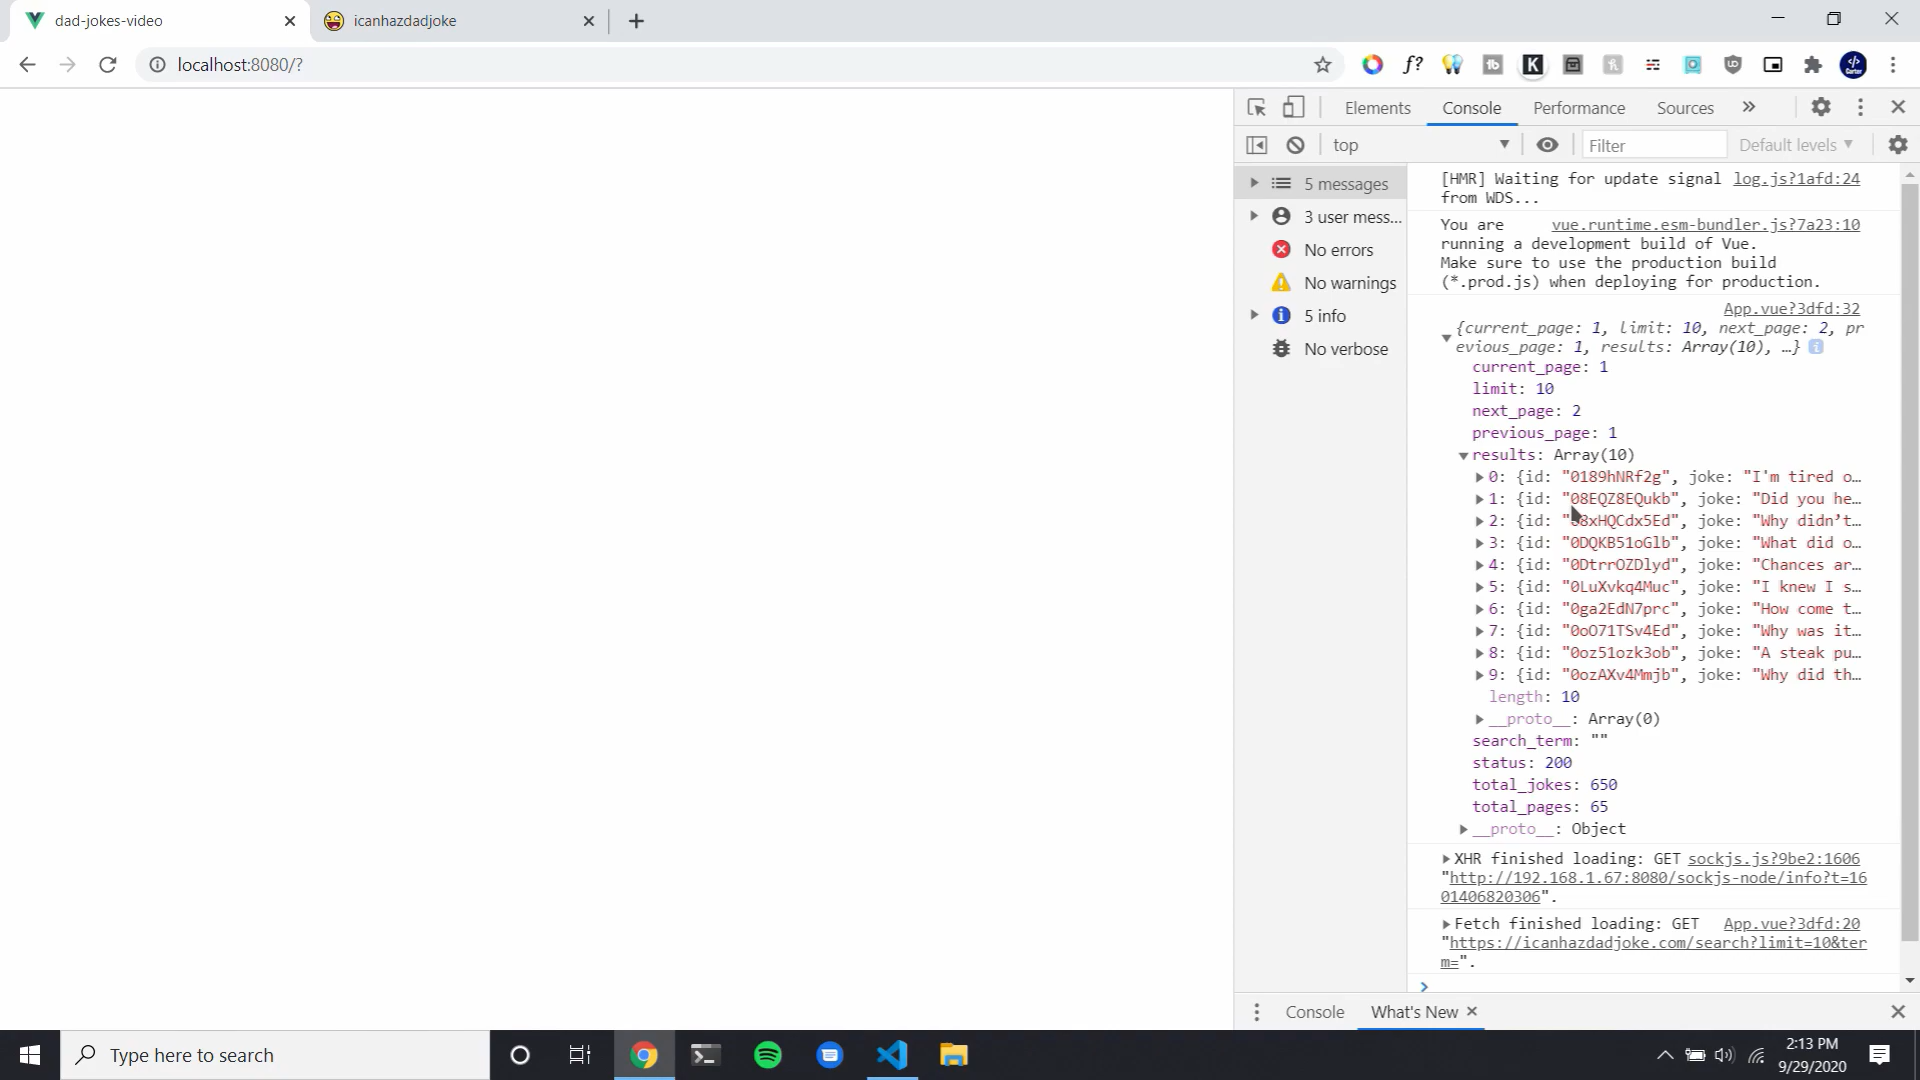 dad-jokes-video
icanhazdadjoke
localhost:8080/?
Elements Console Performance Sources
top Filter Default levels
5 messages
3 user mess...
No errors
No warnings
5 info
No verbose
[HMR] Waiting for update signal log.js?1afd:24
from WDS...
You are vue.runtime.esm-bundler.js?7a23:10
running a development build of Vue.
Make sure to use the production build
(*.prod.js) when deploying for production.
App.vue?3dfd:32
{current_page: 1, limit: 10, next_page: 2, pr
evious_page: 1, results: Array(10), …}
current_page: 1
limit: 10
next_page: 2
previous_page: 1
results: Array(10)
0: {id: "0189hNRf2g", joke: "I'm tired o…
1: {id: "08EQZ8EQukb", joke: "Did you he…
2: {id: "08xHQCdx5Ed", joke: "Why didn’t…
3: {id: "0DQKB51oGlb", joke: "What did o…
4: {id: "0DtrrOZDlyd", joke: "Chances ar…
5: {id: "0LuXvkq4Muc", joke: "I knew I s…
6: {id: "0ga2EdN7prc", joke: "How come t…
7: {id: "0oO71TSv4Ed", joke: "Why was it…
8: {id: "0oz51ozk3ob", joke: "A steak pu…
9: {id: "0ozAXv4Mmjb", joke: "Why did th…
length: 10
__proto__: Array(0)
search_term: ""
status: 200
total_jokes: 650
total_pages: 65
__proto__: Object
XHR finished loading: GET sockjs.js?9be2:1606
"http://192.168.1.67:8080/sockjs-node/info?t=16
01406820306".
Fetch finished loading: GET App.vue?3dfd:20
"https://icanhazdadjoke.com/search?limit=10&ter
m=".
Console What's New
Type here to search
2:13 PM
9/29/2020